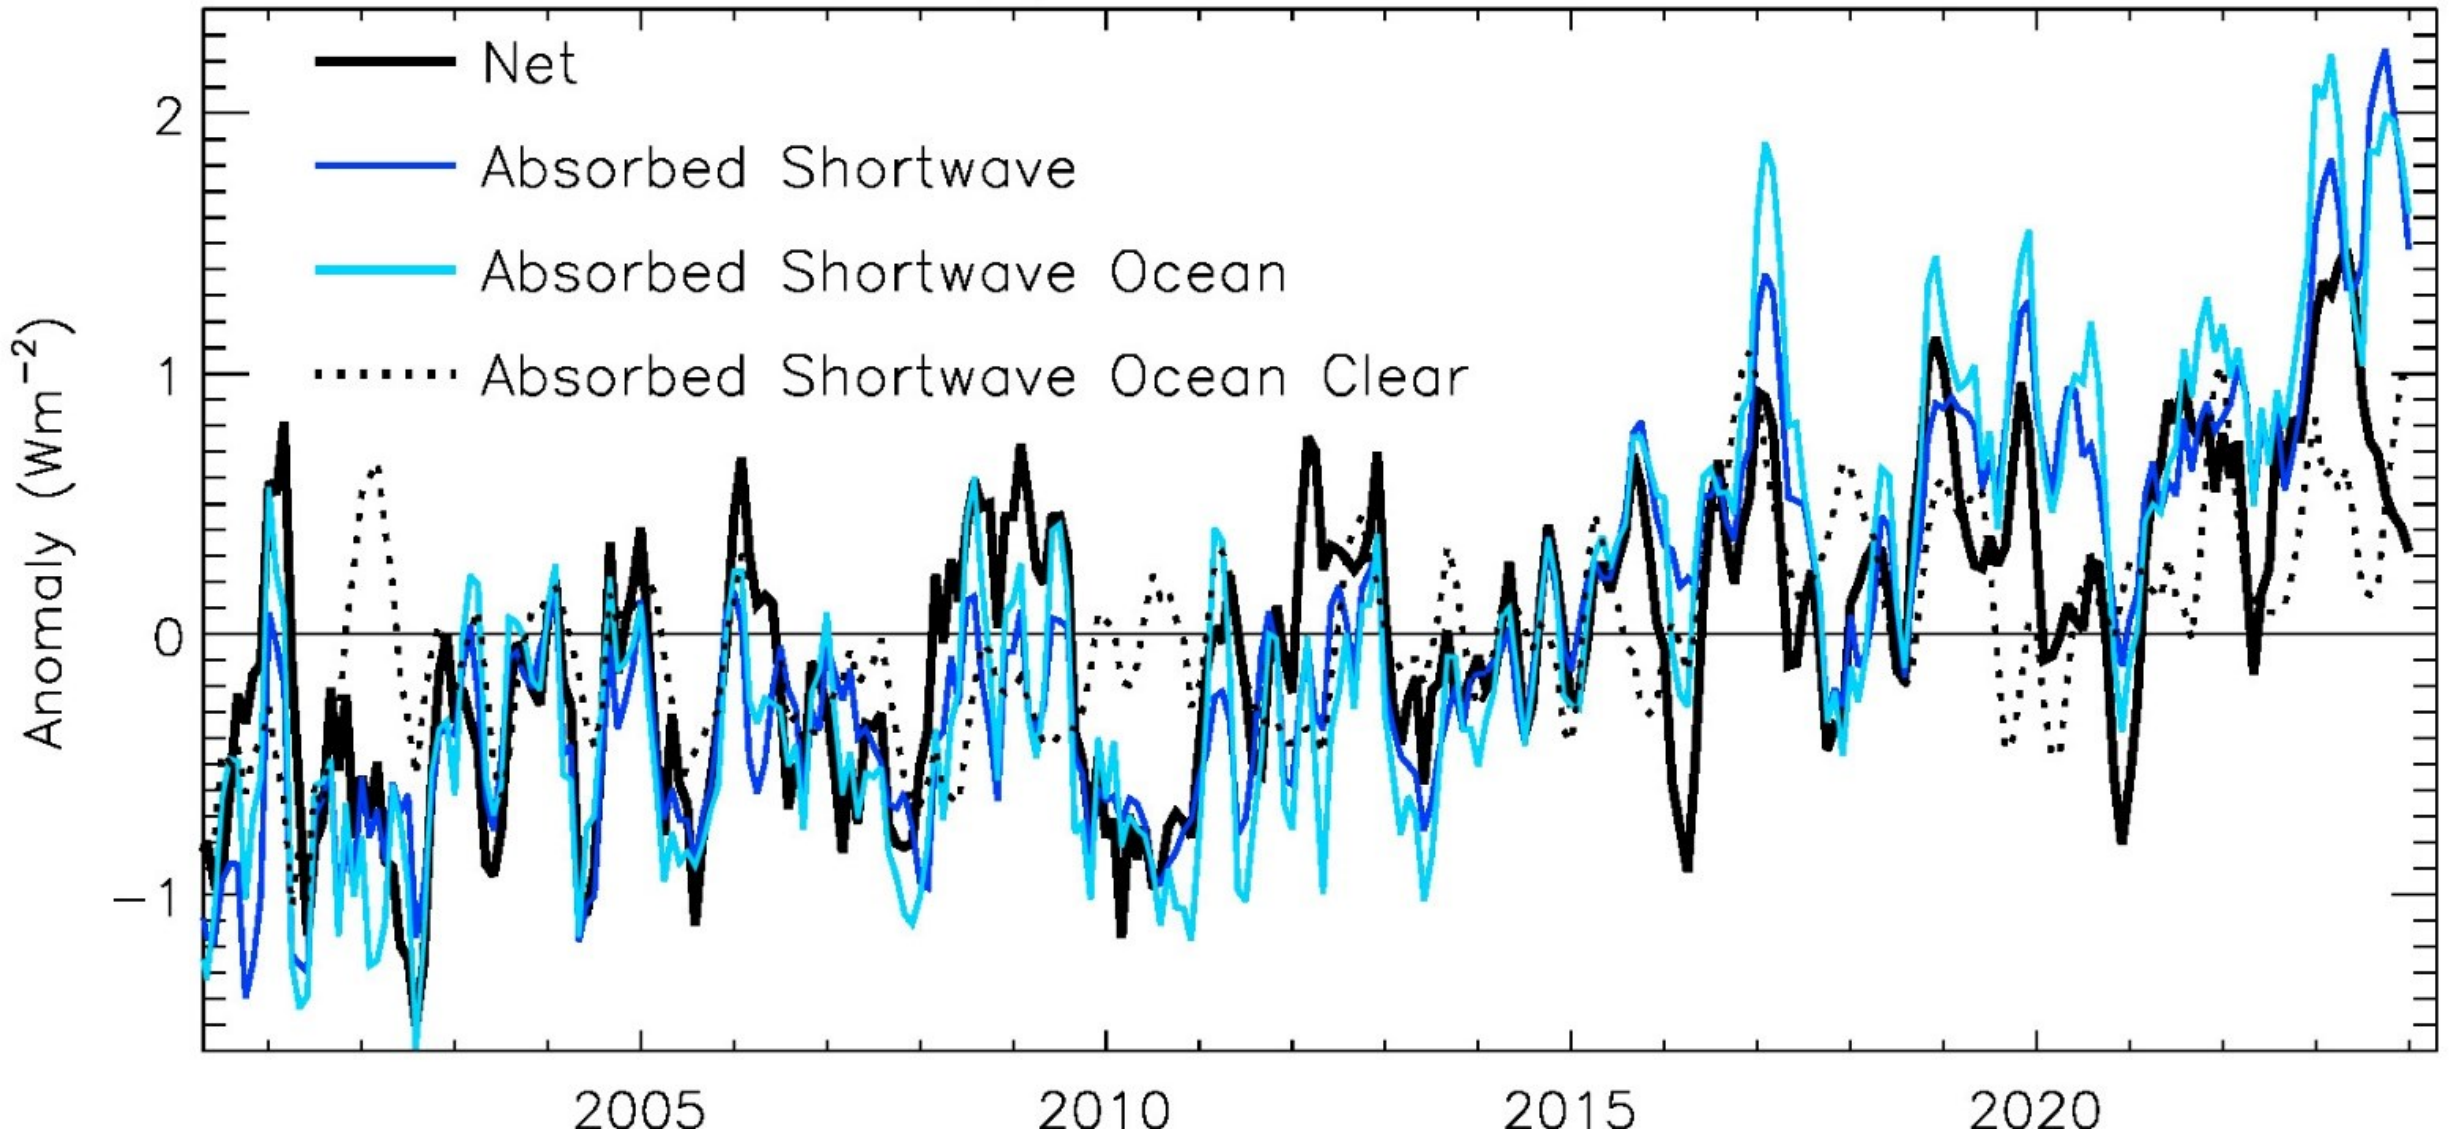 Net
Absorbed Shortwave
Absorbed Shortwave Ocean
Absorbed Shortwave Ocean Clear
Anomaly (Wm⁻²)
2
1
0
−1
2005 2010 2015 2020